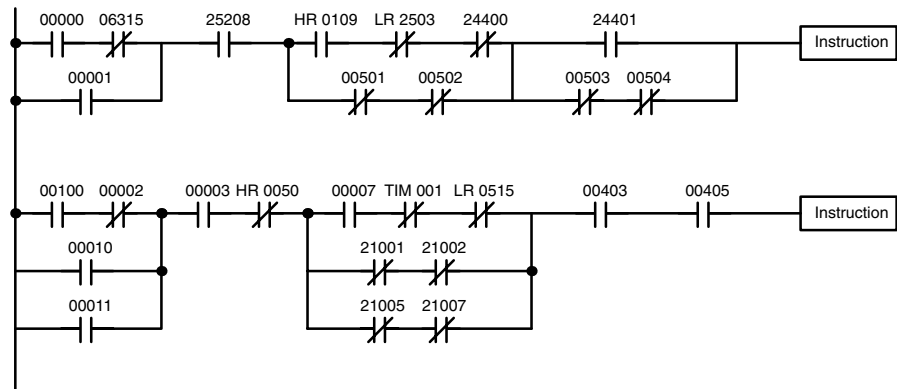 00000 06315 25208 HR 0109 LR 2503 24400 24401
Instruction
00001 00501 00502 00503 00504
00100 00002 00003 HR 0050 00007 TIM 001 LR 0515 00403 00405
Instruction
00010 21001 21002
00011 21005 21007